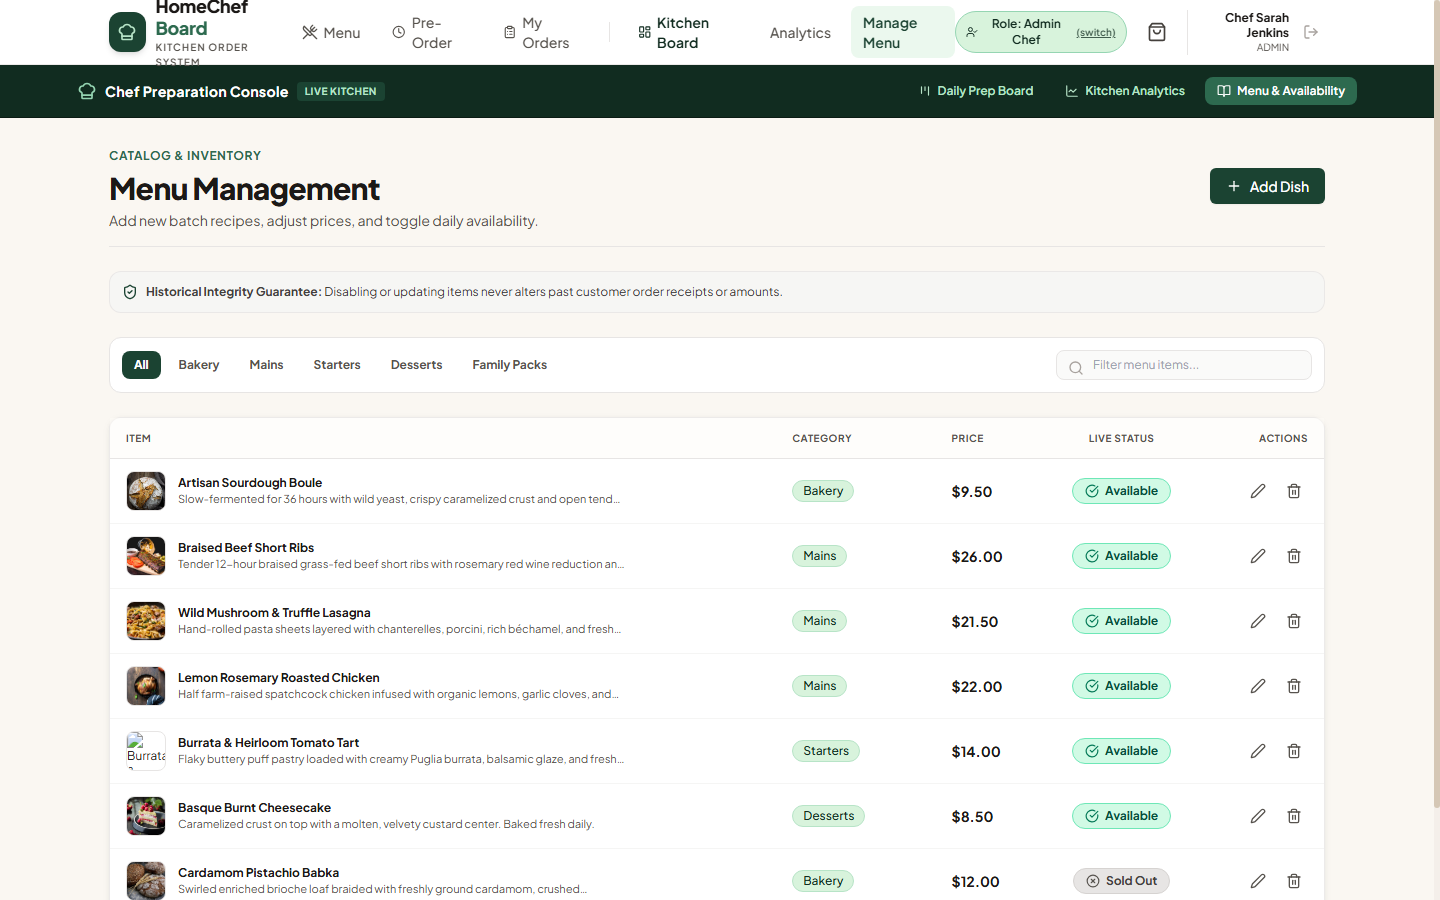 HomeChef
Board
KITCHEN ORDER
SYSTEM
Menu
Pre-
Order
My
Orders
Kitchen
Board
Analytics
Manage
Menu
Role: Admin
Chef
(switch)
Chef Sarah
Jenkins
ADMIN
Chef Preparation Console
LIVE KITCHEN
Daily Prep Board
Kitchen Analytics
Menu & Availability
CATALOG & INVENTORY
Menu Management
Add new batch recipes, adjust prices, and toggle daily availability.
+ Add Dish
Historical Integrity Guarantee: Disabling or updating items never alters past customer order receipts or amounts.
All Bakery Mains Starters Desserts Family Packs
Filter menu items...
ITEM CATEGORY PRICE LIVE STATUS ACTIONS
Artisan Sourdough Boule
Slow-fermented for 36 hours with wild yeast, crispy caramelized crust and open tend...
Bakery $9.50 Available
Braised Beef Short Ribs
Tender 12-hour braised grass-fed beef short ribs with rosemary red wine reduction an...
Mains $26.00 Available
Wild Mushroom & Truffle Lasagna
Hand-rolled pasta sheets layered with chanterelles, porcini, rich béchamel, and fresh...
Mains $21.50 Available
Lemon Rosemary Roasted Chicken
Half farm-raised spatchcock chicken infused with organic lemons, garlic cloves, and...
Mains $22.00 Available
Burrata
Burrata & Heirloom Tomato Tart
Flaky buttery puff pastry loaded with creamy Puglia burrata, balsamic glaze, and fresh...
Starters $14.00 Available
Basque Burnt Cheesecake
Caramelized crust on top with a molten, velvety custard center. Baked fresh daily.
Desserts $8.50 Available
Cardamom Pistachio Babka
Swirled enriched brioche loaf braided with freshly ground cardamom, crushed...
Bakery $12.00 Sold Out